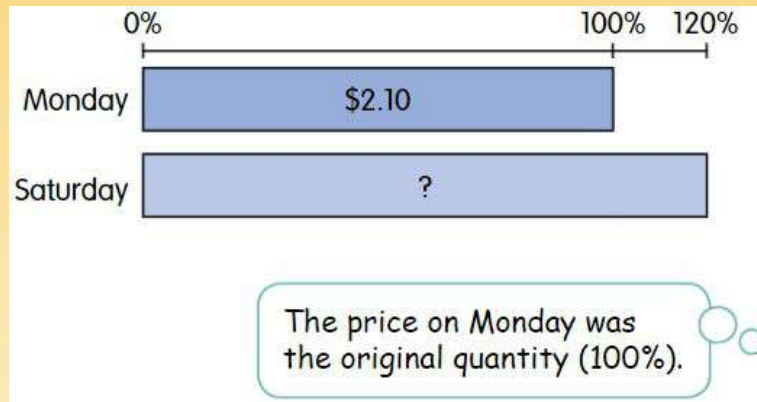 0% 100% 120%
Monday $2.10
Saturday ?
The price on Monday was
the original quantity (100%).